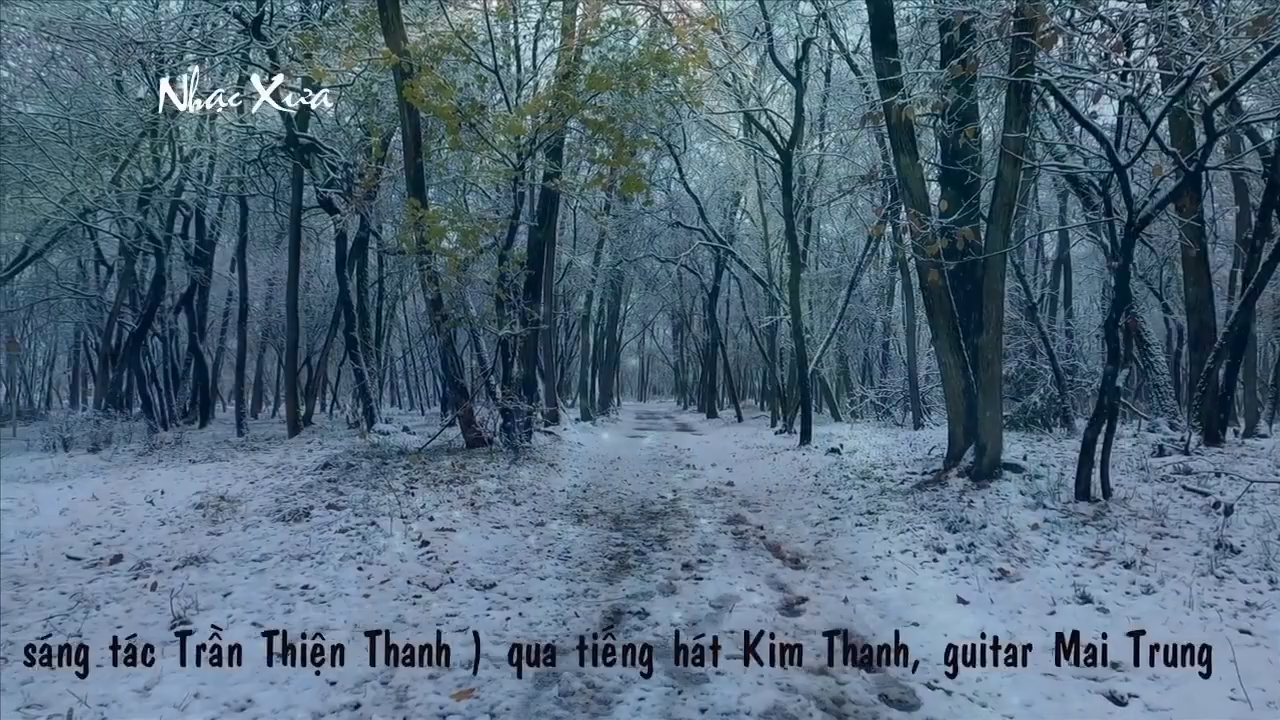 Nhạc Xưa
sáng tác Trần Thiện Thanh ) qua tiếng hát Kim Thanh, guitar Mai Trung